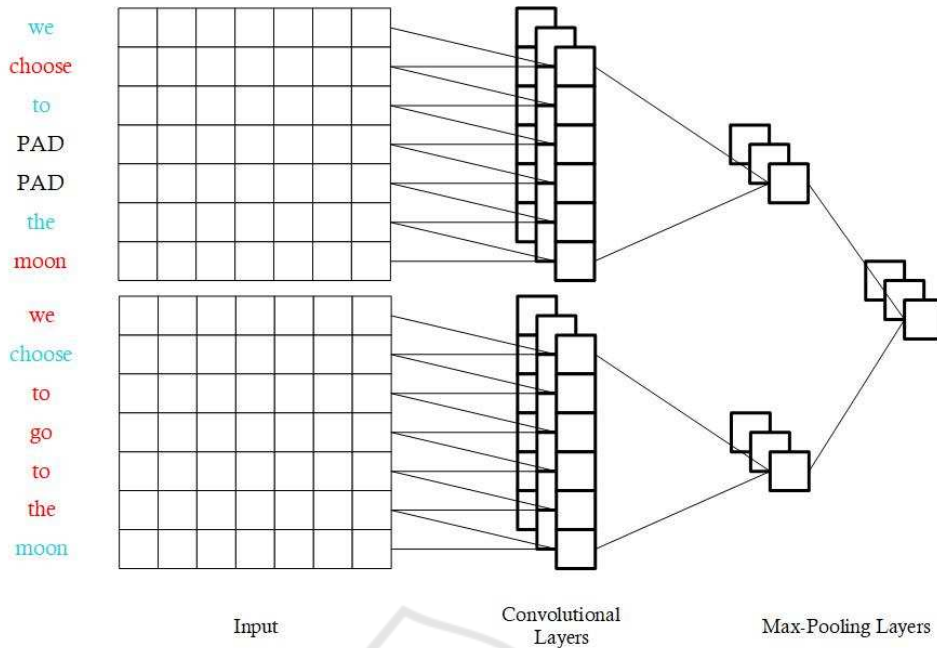 we
choose
to
PAD
PAD
the
moon
we
choose
to
go
to
the
moon
Input
Convolutional
Layers
Max-Pooling Layers